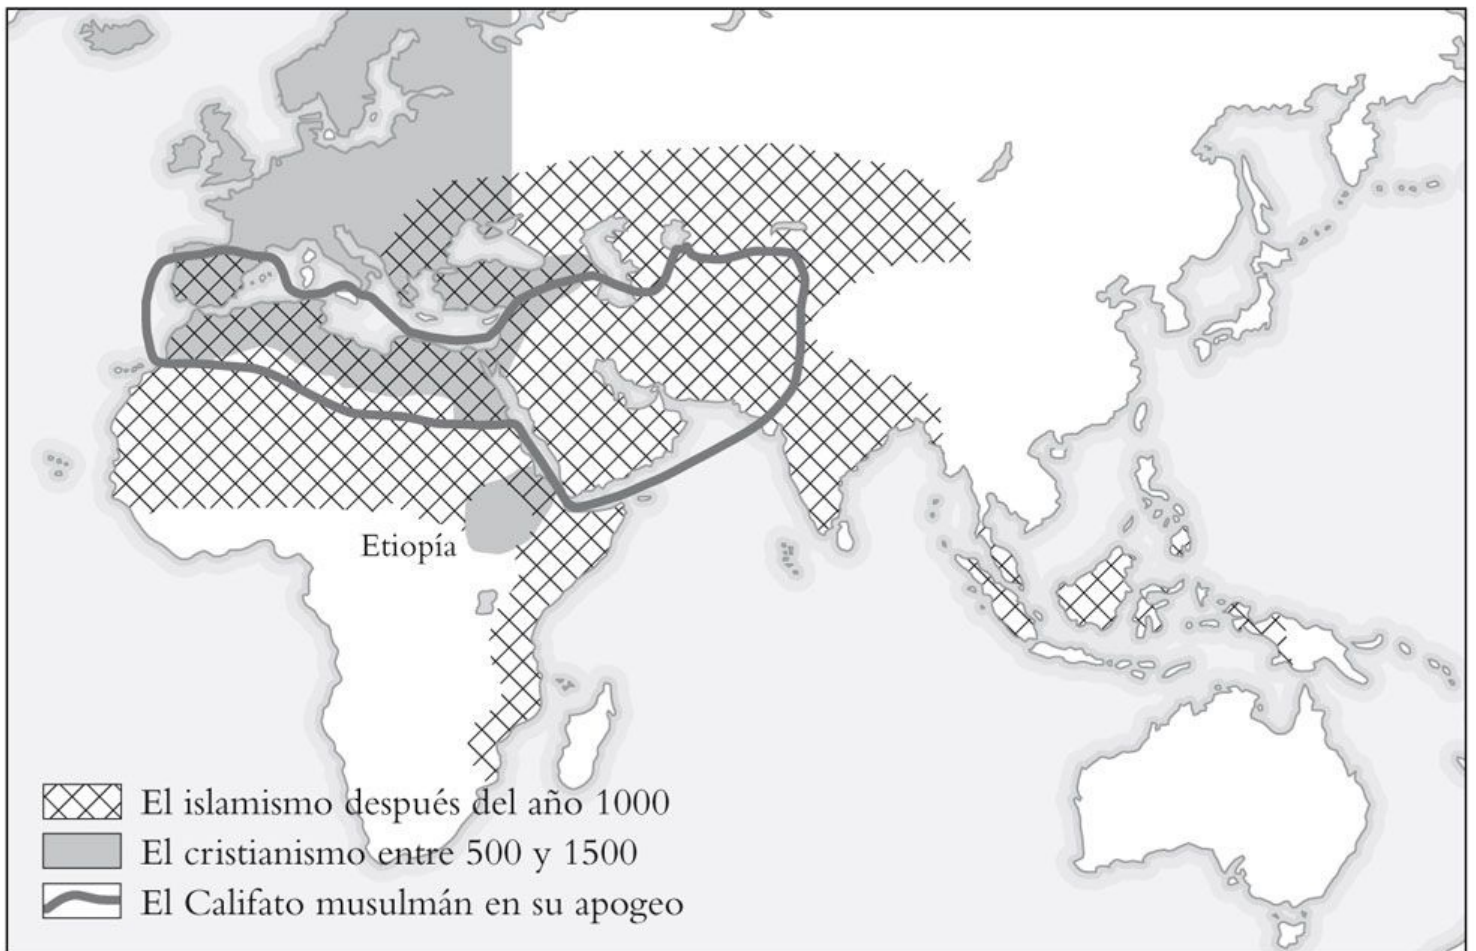 Etiopía
El islamismo después del año 1000
El cristianismo entre 500 y 1500
El Califato musulmán en su apogeo